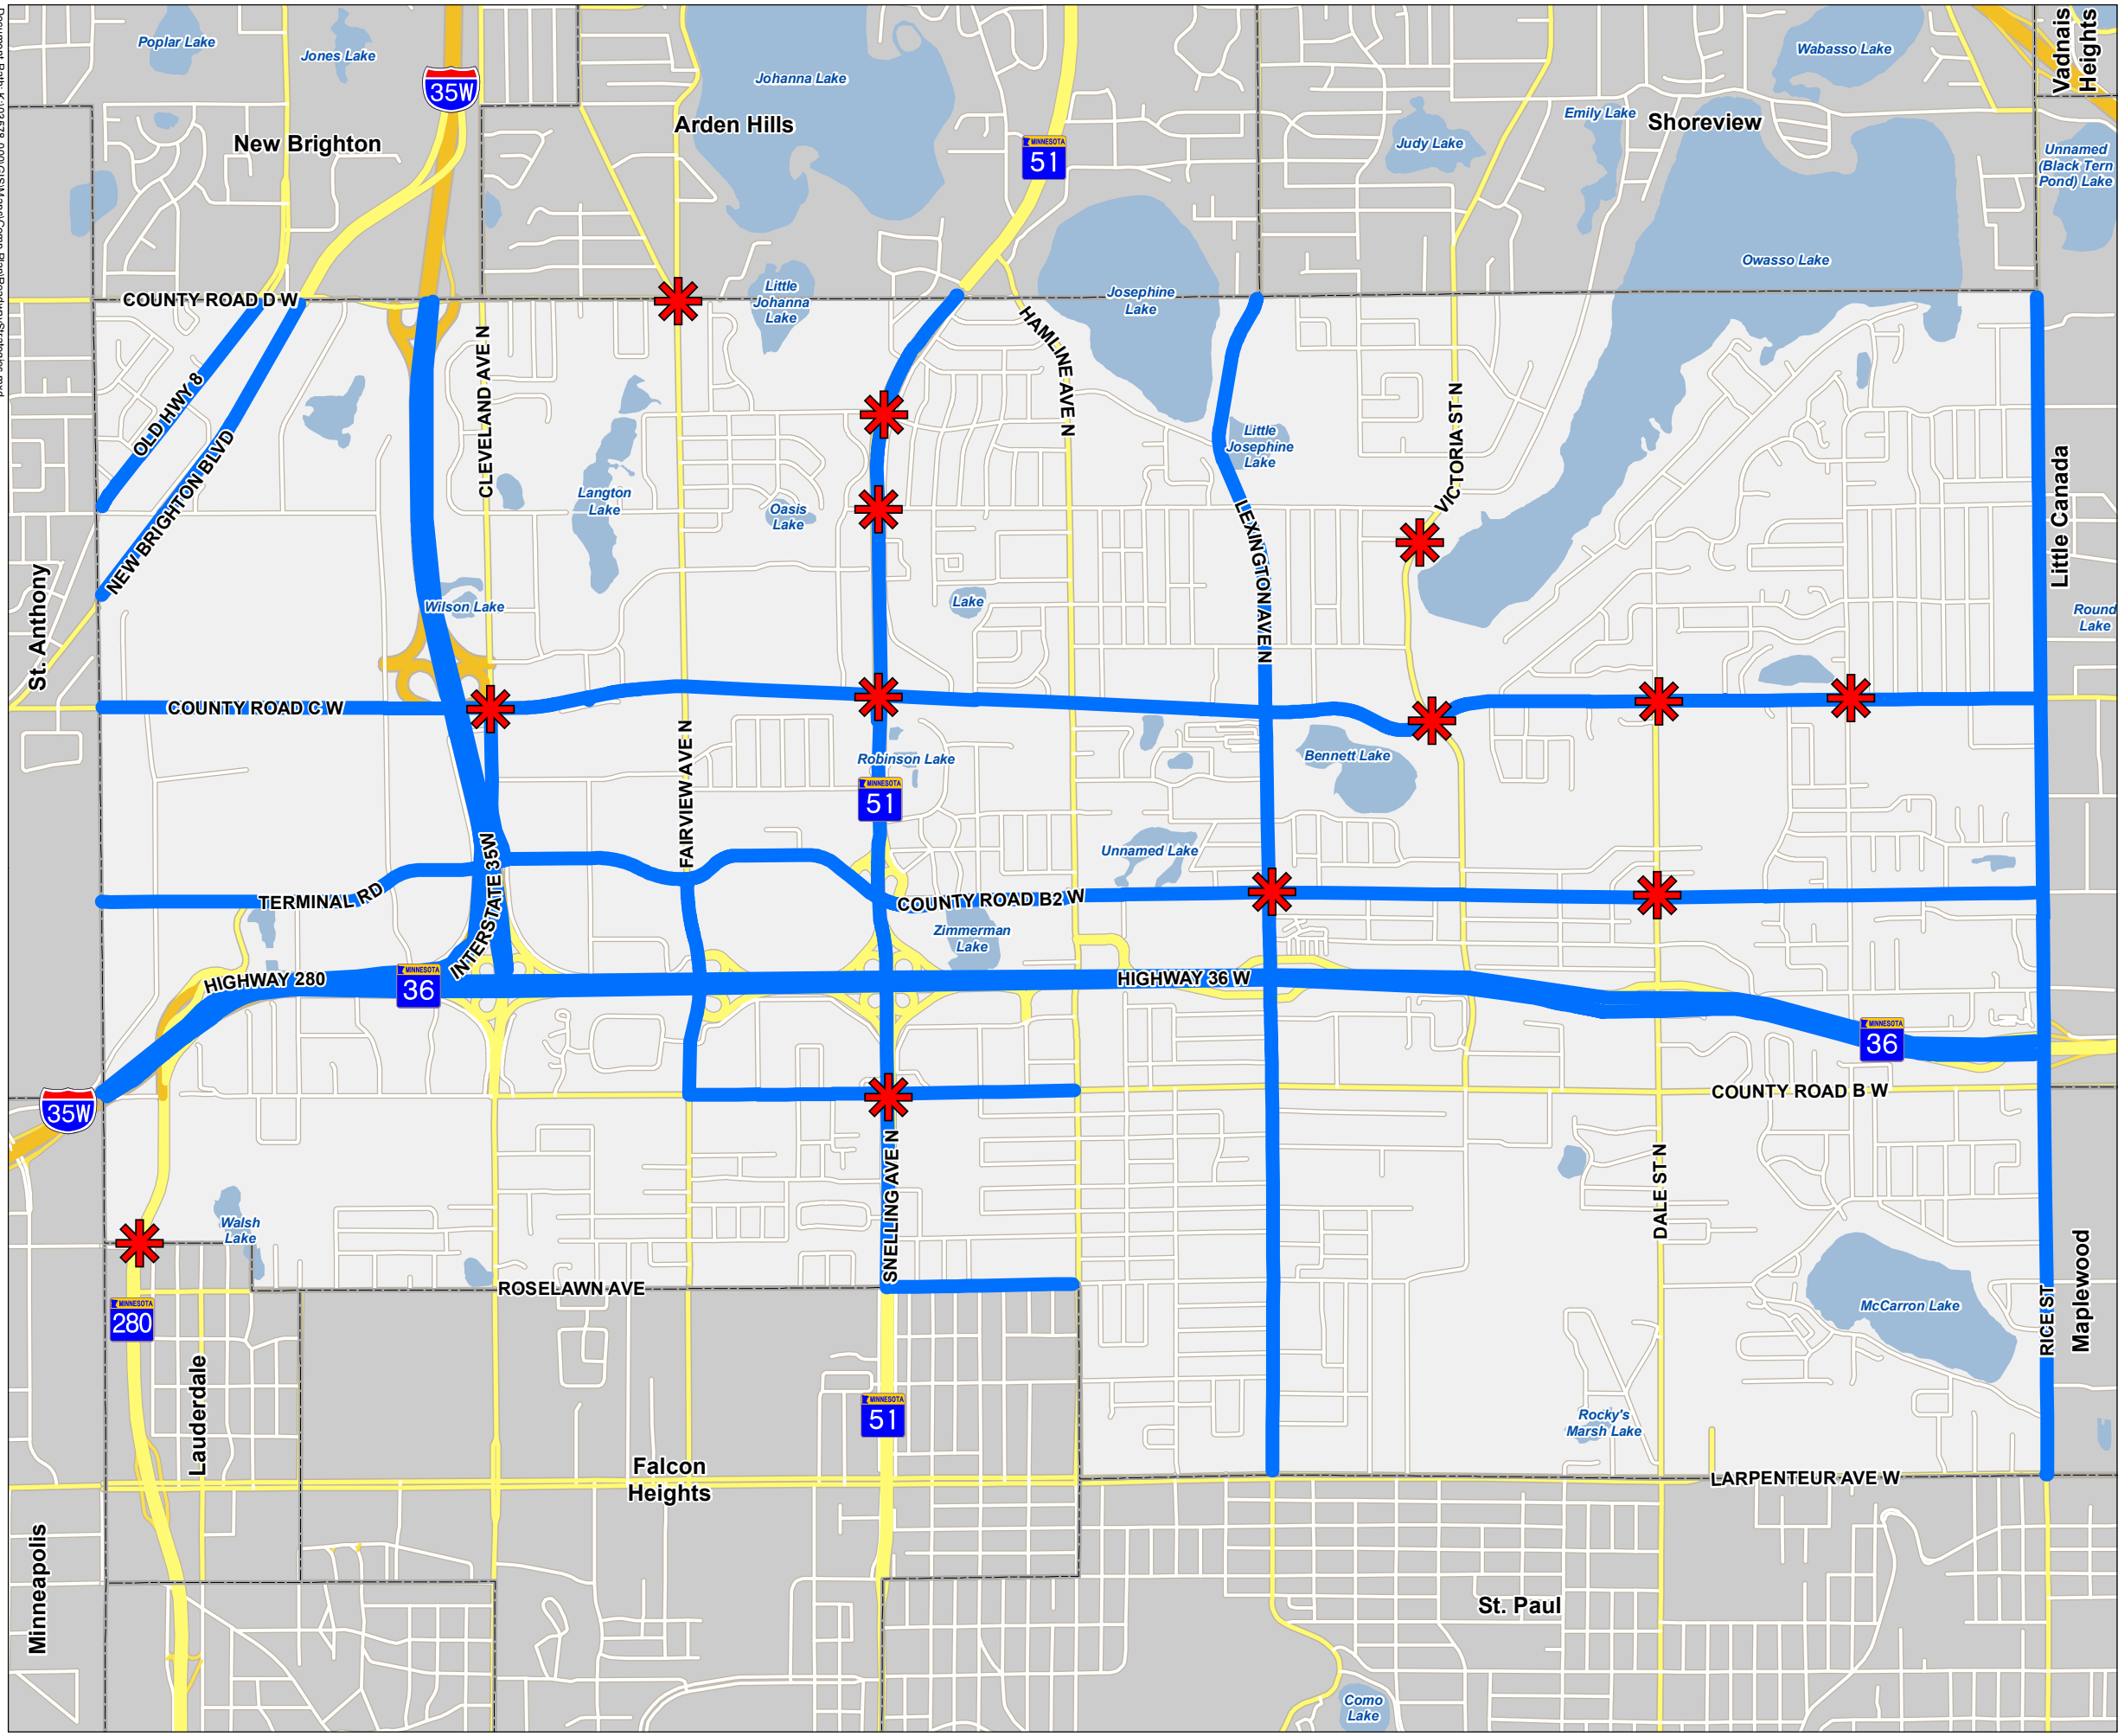 Poplar Lake
Jones Lake
35W
Johanna Lake
Wabasso Lake
Vadnais
Heights
New Brighton
Arden Hills
MINNESOTA
51
Judy Lake
Emily Lake
Shoreview
Unnamed
(Black Tern
Pond) Lake
COUNTY ROAD D W
Little
Johanna
Lake
Josephine
Lake
Owasso Lake
OLD HWY 8
NEW BRIGHTON BLVD
CLEVELAND AVE N
HAMLINE AVE N
Little
Josephine
Lake
VICTORIA ST N
Little Canada
Langton
Lake
Oasis
Lake
LEXINGTON AVE N
St. Anthony
Wilson Lake
Lake
Round
Lake
COUNTY ROAD C W
FAIRVIEW AVE N
Robinson Lake
MINNESOTA
51
Bennett Lake
Unnamed Lake
TERMINAL RD
INTERSTATE 35W
COUNTY ROAD B2 W
Zimmerman
Lake
HIGHWAY 280
MINNESOTA
36
HIGHWAY 36 W
MINNESOTA
36
35W
COUNTY ROAD B W
SNELLING AVE N
DALE ST N
Walsh
Lake
ROSELAWN AVE
MINNESOTA
280
McCarron Lake
RICE ST
Maplewood
Lauderdale
MINNESOTA
51
Rocky's
Marsh Lake
Falcon
Heights
LARPENTEUR AVE W
Minneapolis
St. Paul
Como
Lake